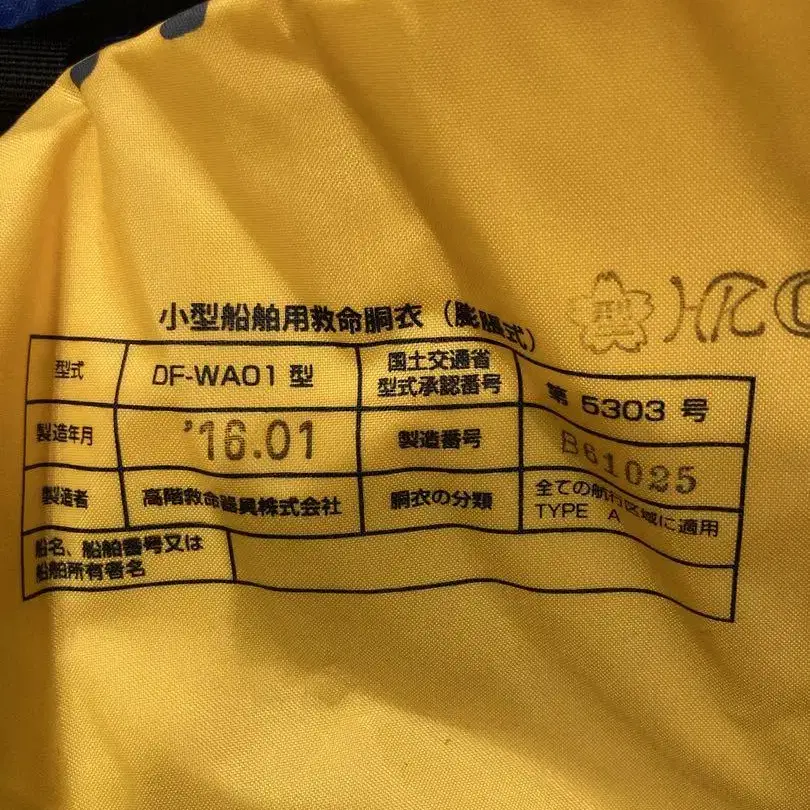 小型船舶用救命胴衣(膨脹式)
型
型式
DF-WA01 型
国土交通省
型式承認番号
第 5303 号
製造年月
'16.01
製造番号
B61025
製造者
高階救命器具株式会社
胴衣の分類
全ての航行区域に適用
TYPE A
船名、船舶番号又は
船舶所有者名